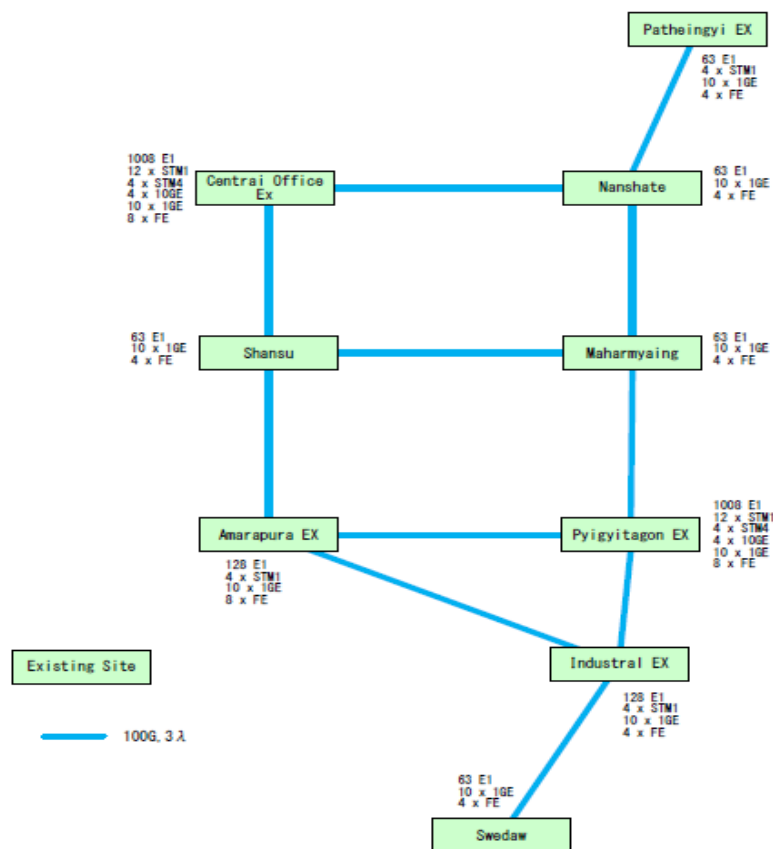 Patheingyi EX
63 E1
4 x STM1
10 x 1GE
4 x FE
1008 E1
12 x STM1
4 x STM4
4 x 10GE
10 x 1GE
8 x FE
Centrai Office
Ex
Nanshate
63 E1
10 x 1GE
4 x FE
63 E1
10 x 1GE
4 x FE
Shansu
Maharmyaing
63 E1
10 x 1GE
4 x FE
Amarapura EX
128 E1
4 x STM1
10 x 1GE
8 x FE
Pyigyitagon EX
1008 E1
12 x STM1
4 x STM4
4 x 10GE
10 x 1GE
8 x FE
Existing Site
100G, 3λ
Industral EX
128 E1
4 x STM1
10 x 1GE
4 x FE
63 E1
10 x 1GE
4 x FE
Swedaw